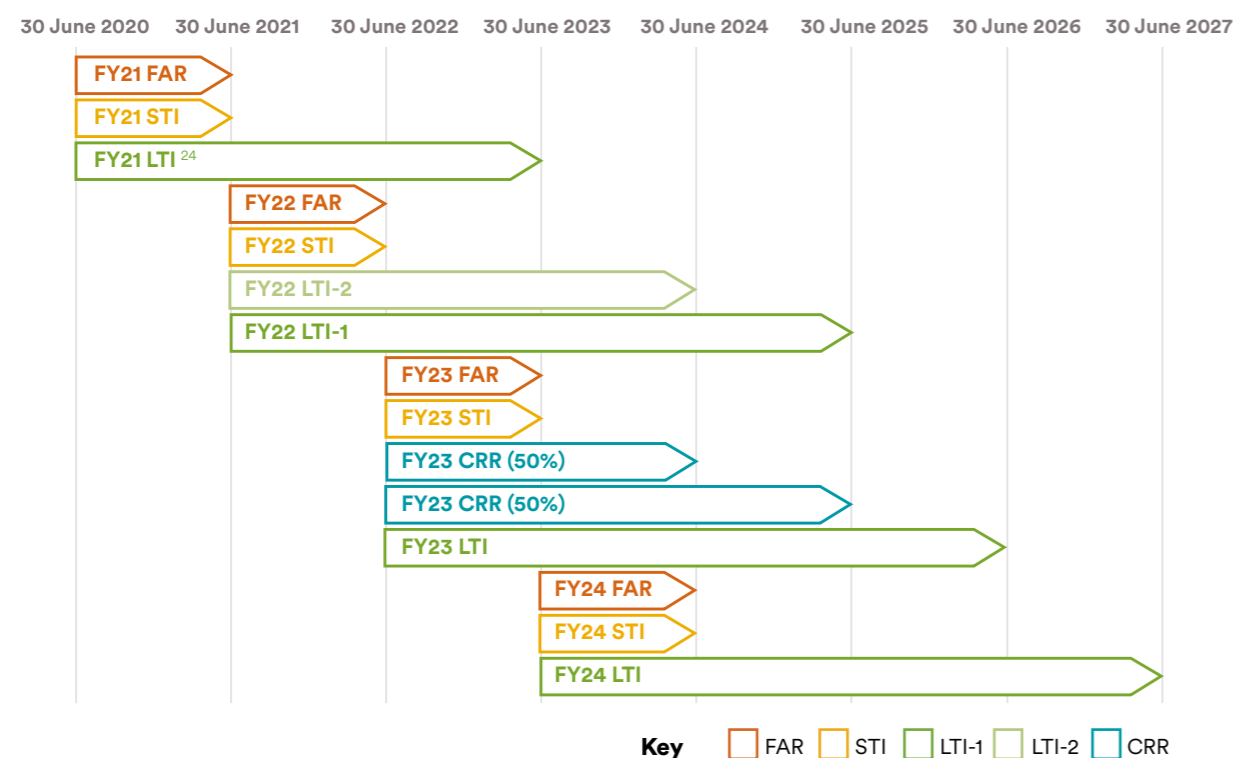 30 June 2020 30 June 2021 30 June 2022 30 June 2023 30 June 2024 30 June 2025 30 June 2026 30 June 2027
FY21 FAR
FY21 STI
FY21 LTI 24
FY22 FAR
FY22 STI
FY22 LTI-2
FY22 LTI-1
FY23 FAR
FY23 STI
FY23 CRR (50%)
FY23 CRR (50%)
FY23 LTI
FY24 FAR
FY24 STI
FY24 LTI
Key FAR STI LTI-1 LTI-2 CRR